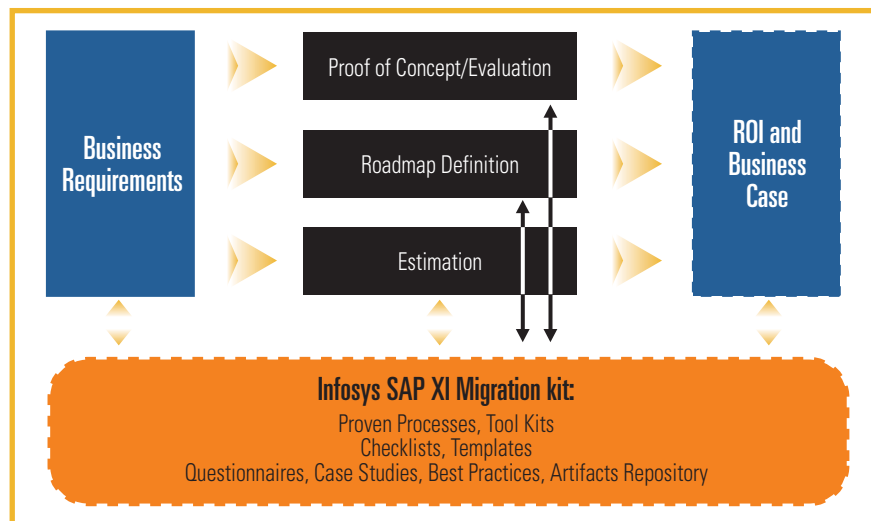 Business
Requirements
Proof of Concept/Evaluation
Roadmap Definition
Estimation
ROI and
Business
Case
Infosys SAP XI Migration kit:
Proven Processes, Tool Kits
Checklists, Templates
Questionnaires, Case Studies, Best Practices, Artifacts Repository